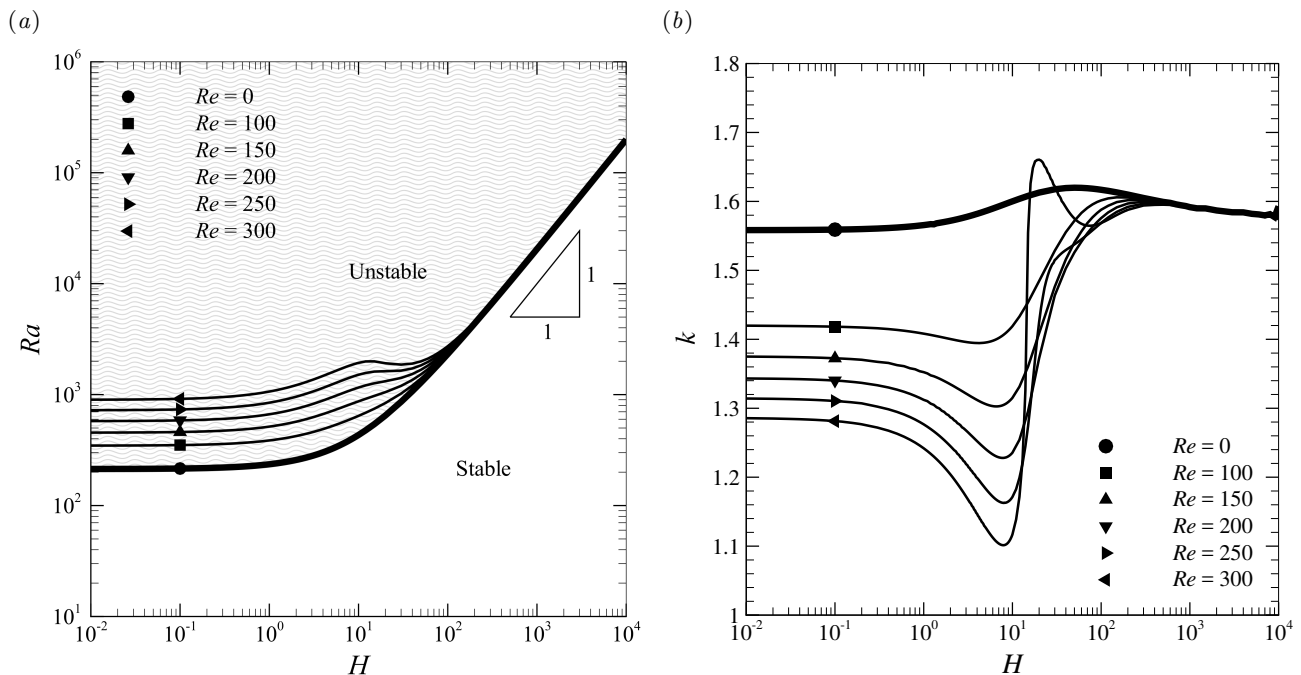 (a)
10^6
10^5
10^4
10^3
10^2
10^1
Ra
Re = 0
Re = 100
Re = 150
Re = 200
Re = 250
Re = 300
Unstable
Stable
1
1
10^-2
10^-1
10^0
10^1
10^2
10^3
10^4
H
(b)
1.8
1.7
1.6
1.5
1.4
1.3
1.2
1.1
1
k
Re = 0
Re = 100
Re = 150
Re = 200
Re = 250
Re = 300
10^-2
10^-1
10^0
10^1
10^2
10^3
10^4
H